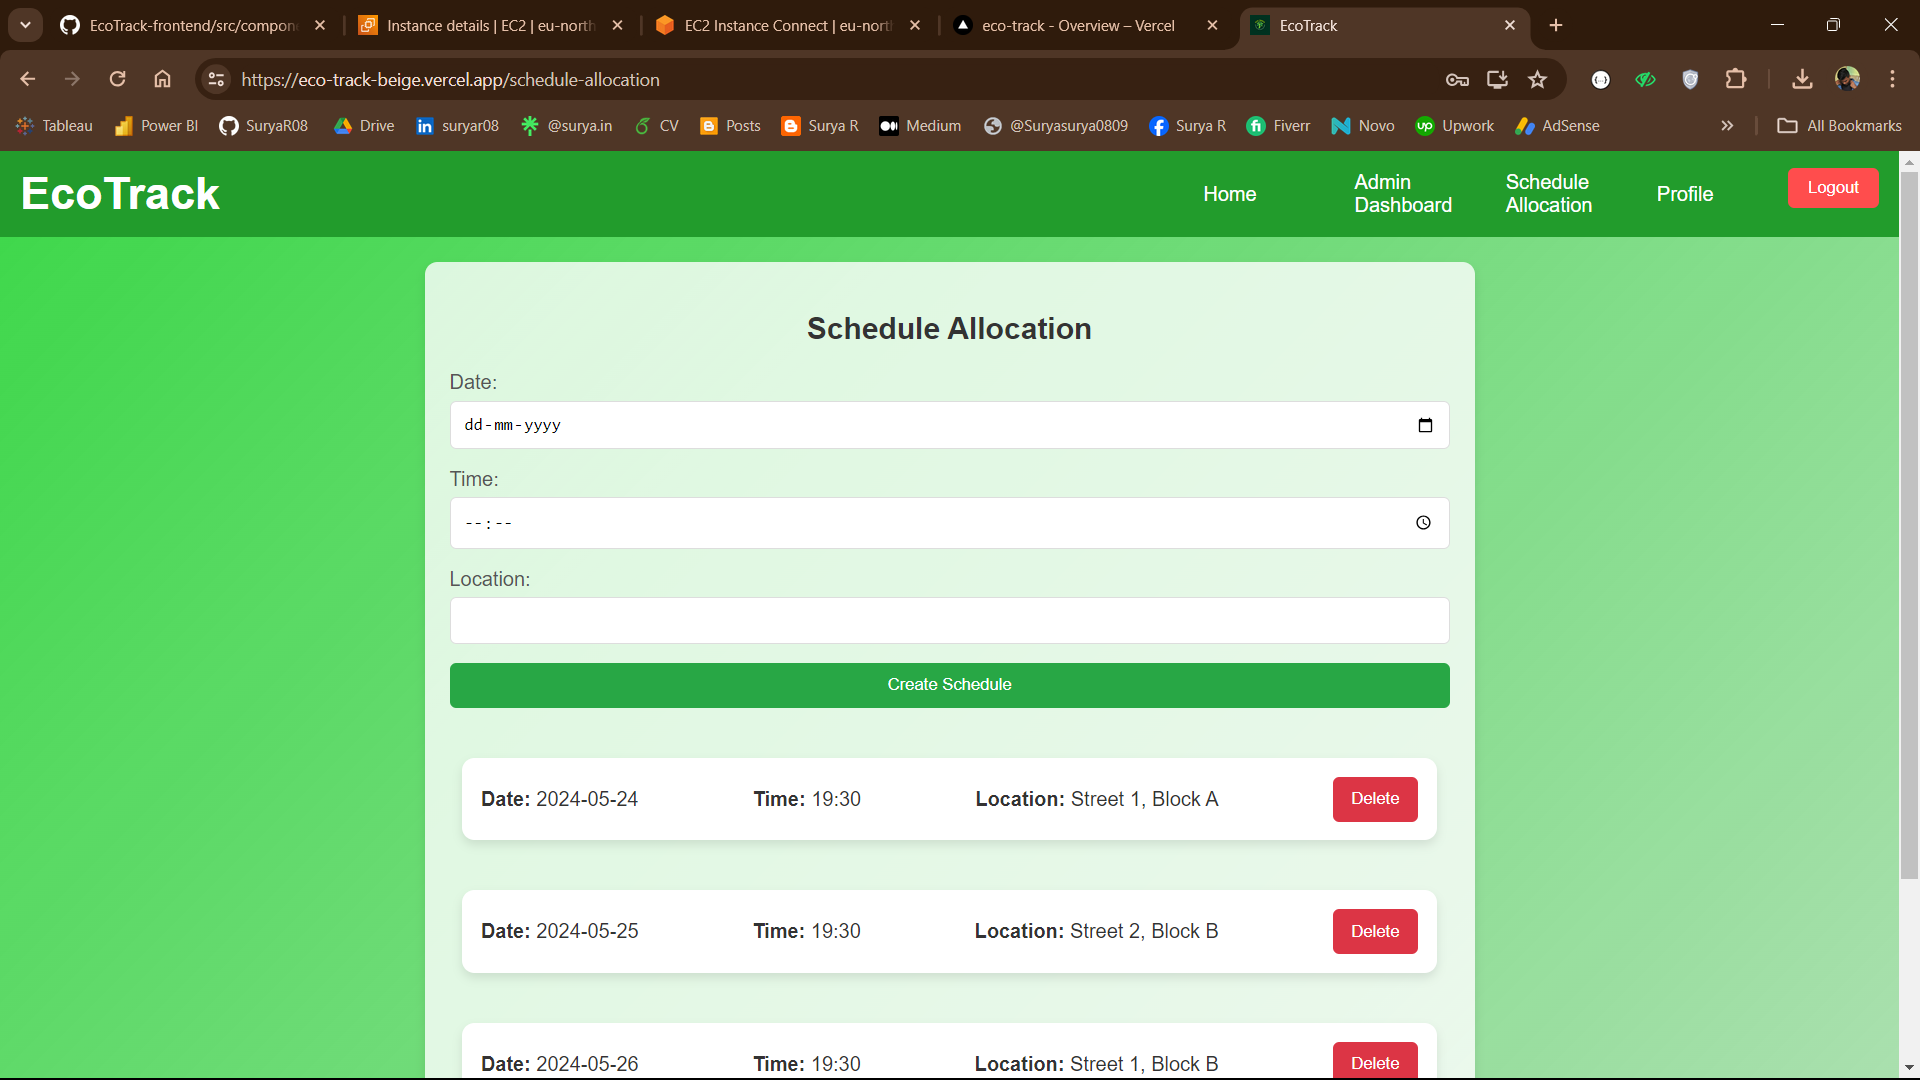 EcoTrack-frontend/src/compon
Instance details | EC2 | eu-north
EC2 Instance Connect | eu-nort
eco-track - Overview – Vercel
EcoTrack
https://eco-track-beige.vercel.app/schedule-allocation
Tableau
Power BI
SuryaR08
Drive
suryar08
@surya.in
CV
Posts
Surya R
Medium
@Suryasurya0809
Surya R
Fiverr
Novo
Upwork
AdSense
All Bookmarks
EcoTrack
Home
Admin
Dashboard
Schedule
Allocation
Profile
Logout
Schedule Allocation
Date:
dd-mm-yyyy
Time:
--:--
Location:
Create Schedule
Date: 2024-05-24 Time: 19:30 Location: Street 1, Block A Delete
Date: 2024-05-25 Time: 19:30 Location: Street 2, Block B Delete
Date: 2024-05-26 Time: 19:30 Location: Street 1, Block B Delete